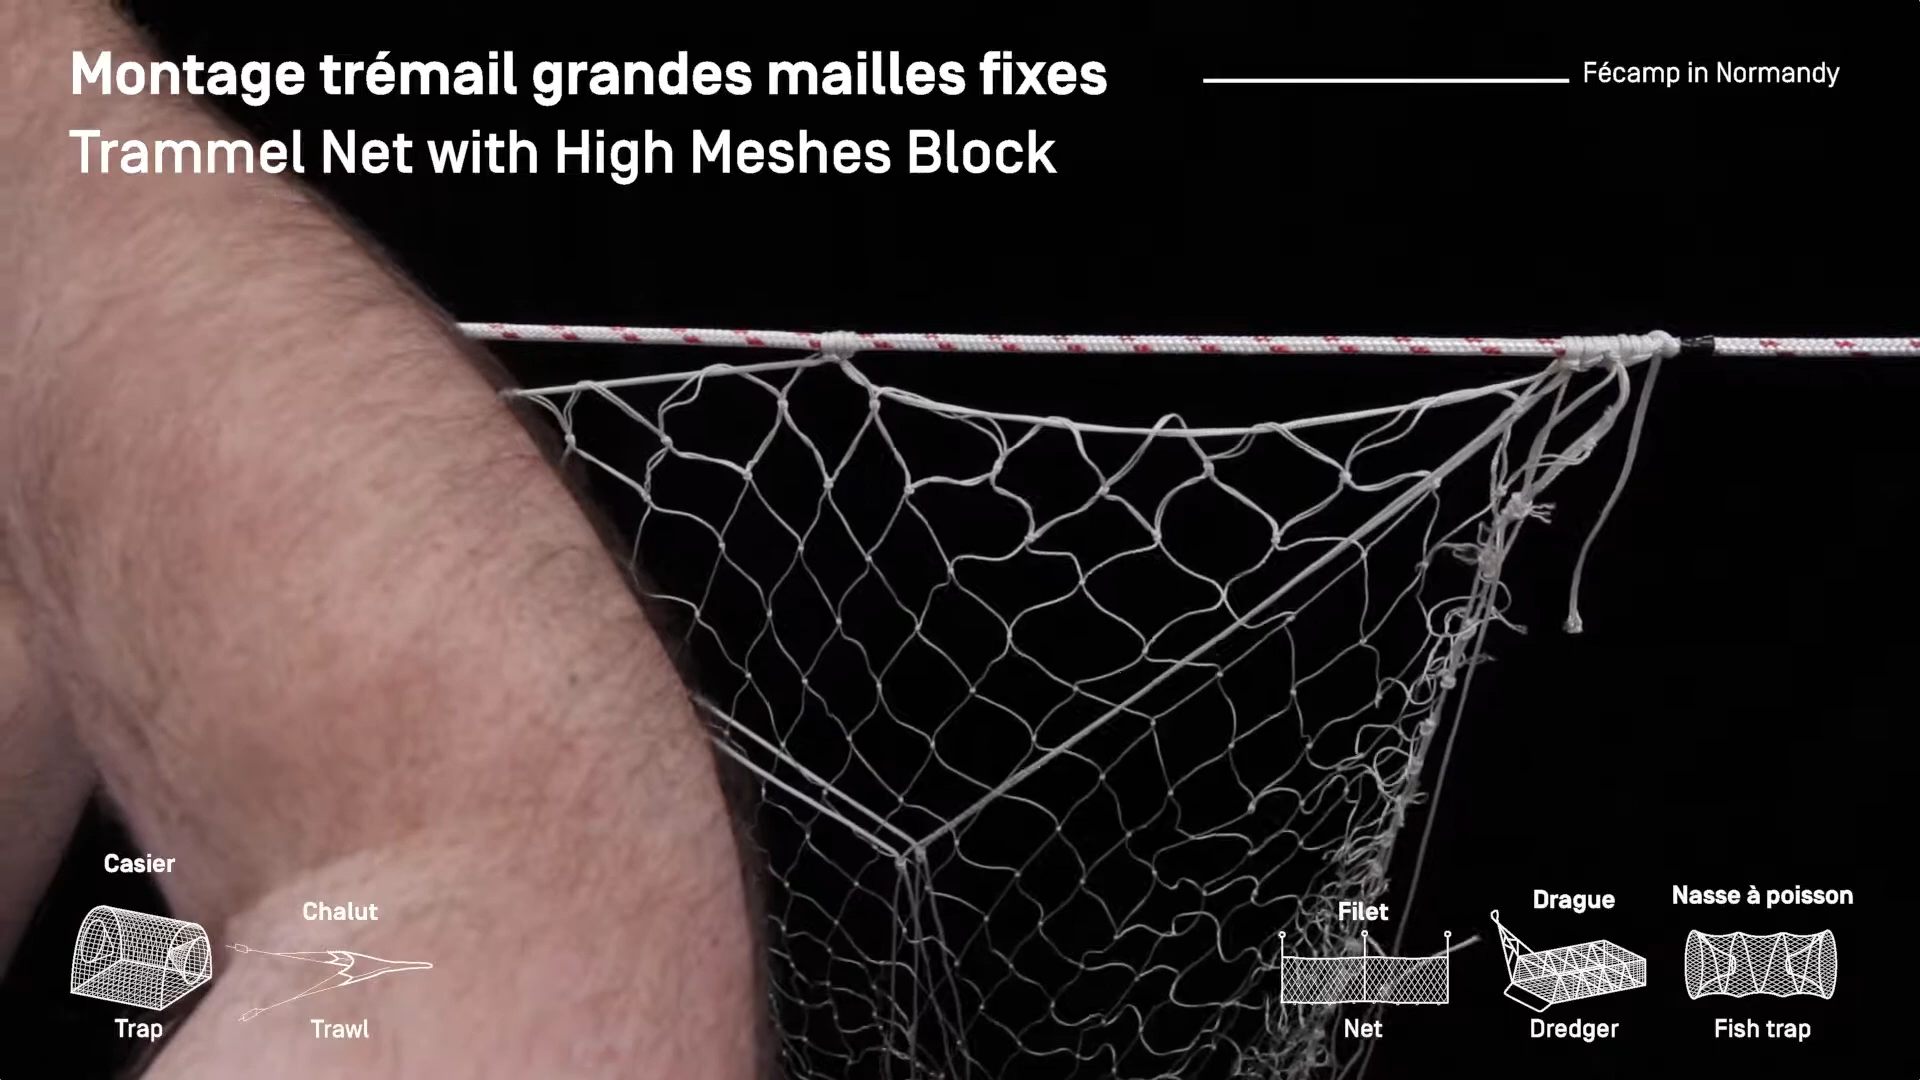 Montage trémail grandes mailles fixes
Trammel Net with High Meshes Block
Fécamp in Normandy
Casier
Trap
Chalut
Trawl
Filet
Net
Drague
Dredger
Nasse à poisson
Fish trap